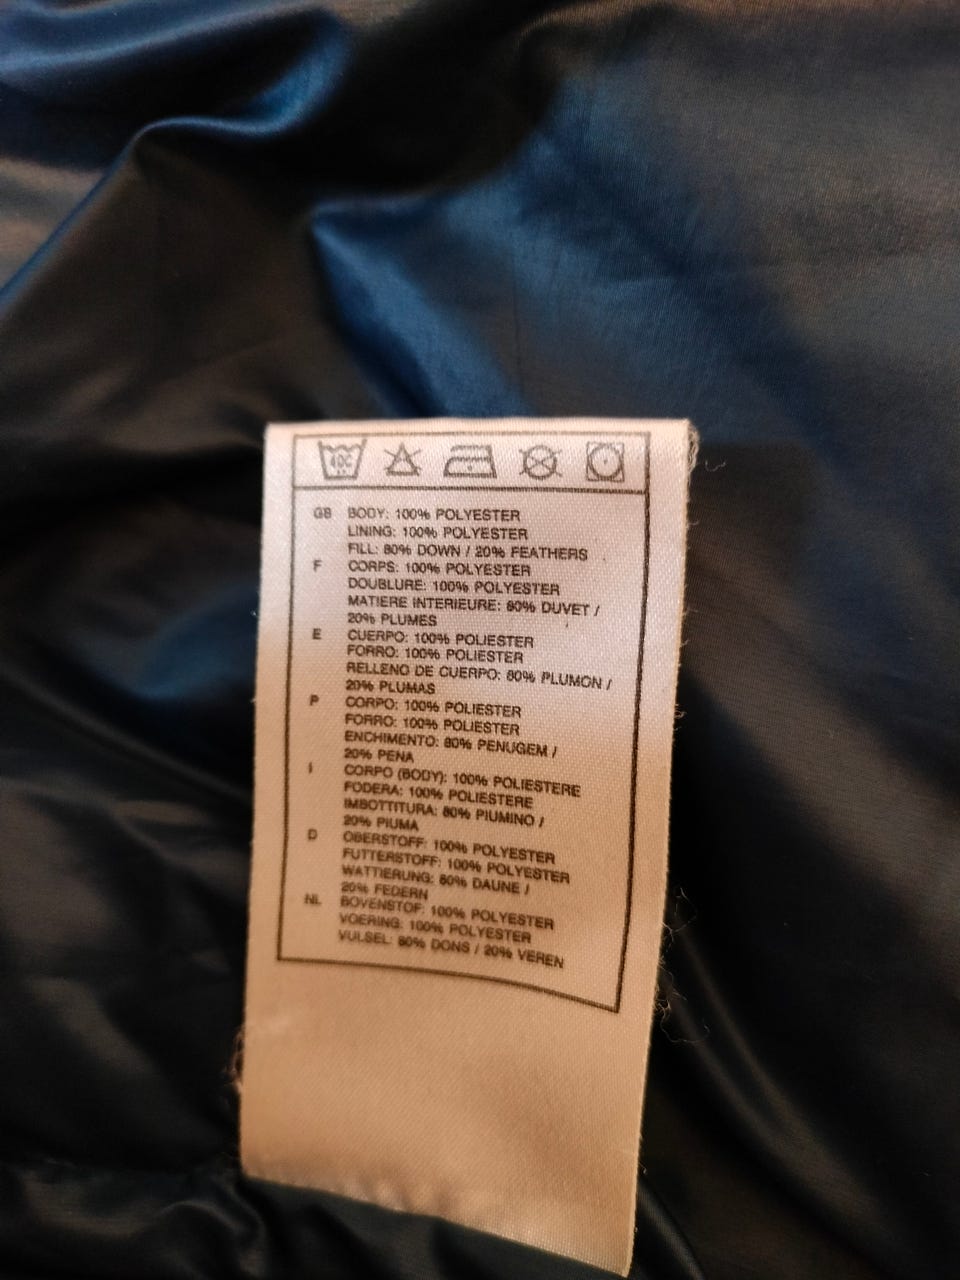 40C
GB BODY: 100% POLYESTER
LINING: 100% POLYESTER
FILL: 80% DOWN / 20% FEATHERS
F CORPS: 100% POLYESTER
DOUBLURE: 100% POLYESTER
MATIERE INTERIEURE: 80% DUVET /
20% PLUMES
E CUERPO: 100% POLIESTER
FORRO: 100% POLIESTER
RELLENO DE CUERPO: 80% PLUMON /
20% PLUMAS
P CORPO: 100% POLIESTER
FORRO: 100% POLIESTER
ENCHIMENTO: 80% PENUGEM /
20% PENA
I CORPO (BODY): 100% POLIESTERE
FODERA: 100% POLIESTERE
IMBOTTITURA: 80% PIUMINO /
20% PIUMA
D OBERSTOFF: 100% POLYESTER
FUTTERSTOFF: 100% POLYESTER
WATTIERUNG: 80% DAUNE /
20% FEDERN
NL BOVENSTOF: 100% POLYESTER
VOERING: 100% POLYESTER
VULSEL: 80% DONS / 20% VEREN